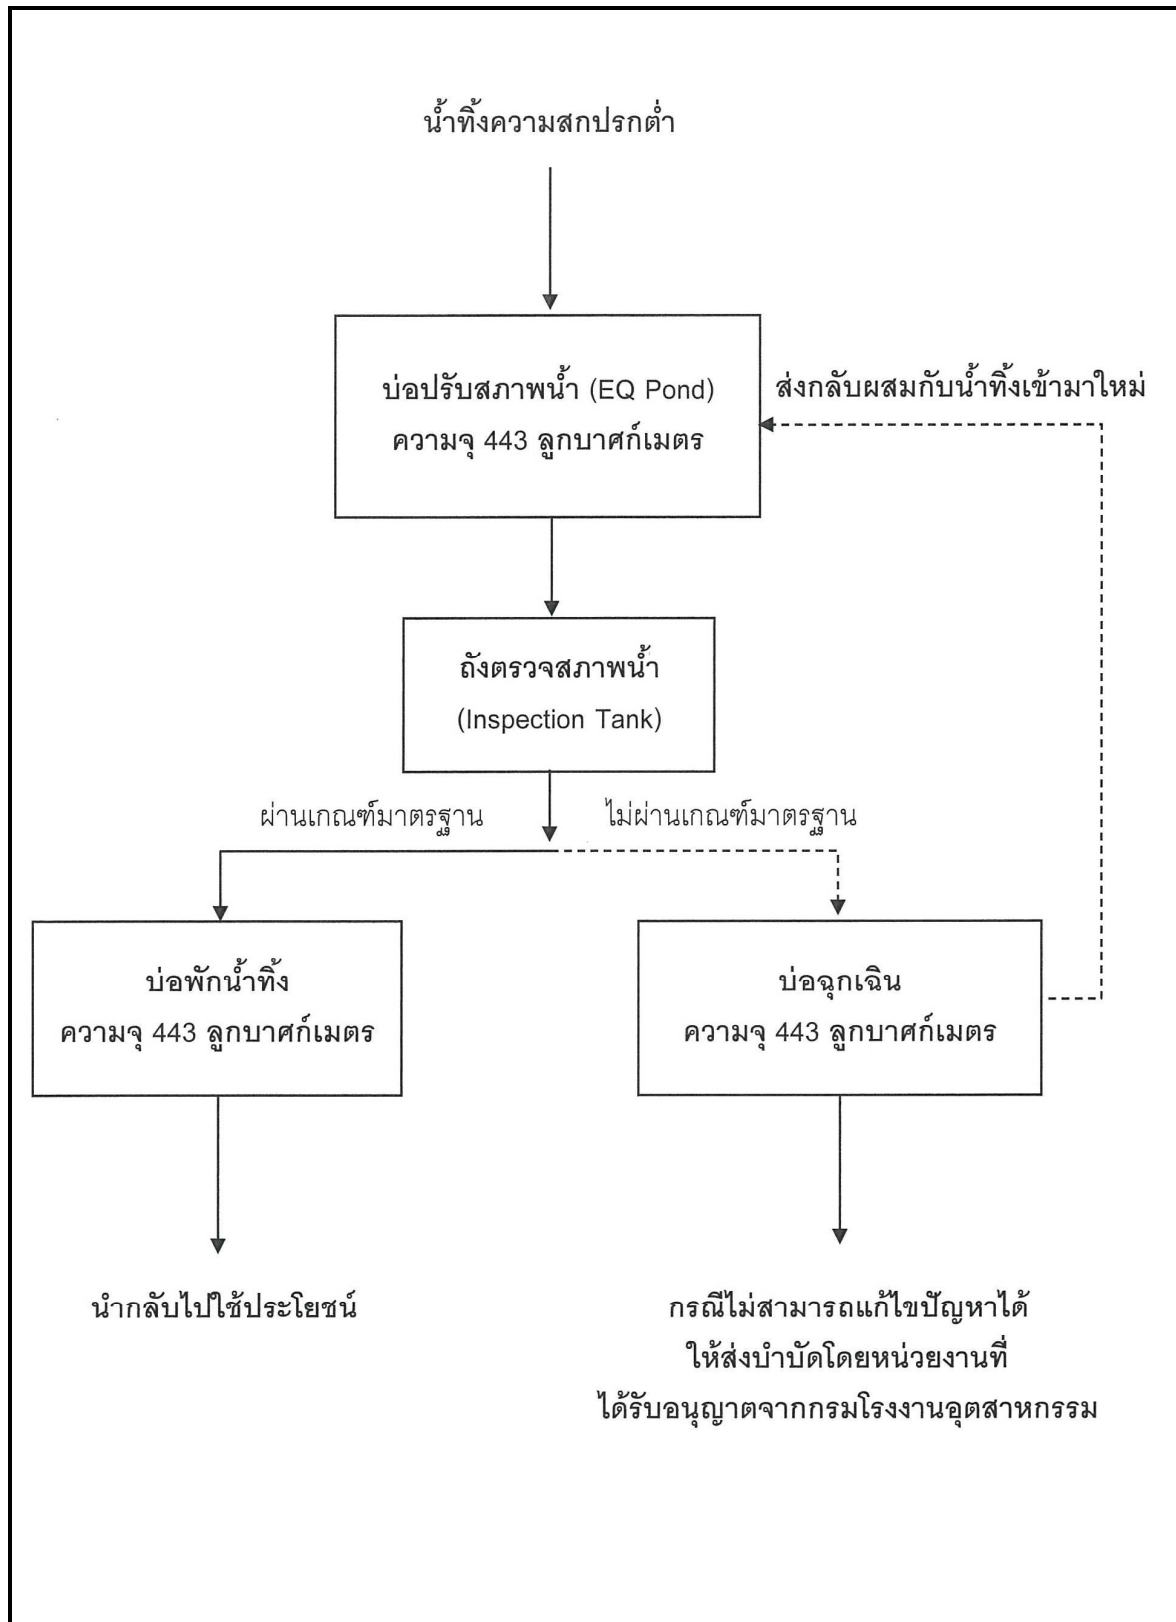 น้ำทิ้งความสกปรกต่ำ
บ่อปรับสภาพน้ำ (EQ Pond)
ความจุ 443 ลูกบาศก์เมตร
ส่งกลับผสมกับน้ำทิ้งเข้ามาใหม่
ถังตรวจสภาพน้ำ
(Inspection Tank)
ผ่านเกณฑ์มาตรฐาน
ไม่ผ่านเกณฑ์มาตรฐาน
บ่อพักน้ำทิ้ง
ความจุ 443 ลูกบาศก์เมตร
บ่อฉุกเฉิน
ความจุ 443 ลูกบาศก์เมตร
นำกลับไปใช้ประโยชน์
กรณีไม่สามารถแก้ไขปัญหาได้
ให้ส่งบำบัดโดยหน่วยงานที่
ได้รับอนุญาตจากกรมโรงงานอุตสาหกรรม